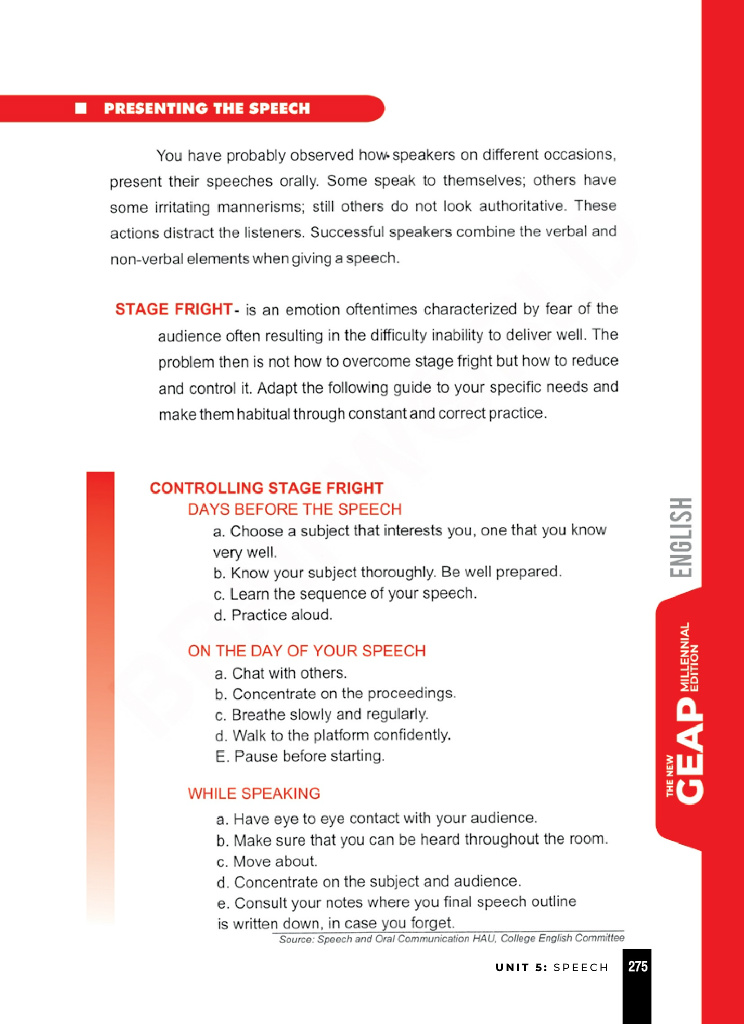 PRESENTING THE SPEECH
You have probably observed how speakers on different occasions,
present their speeches orally. Some speak to themselves; others have
some irritating mannerisms; still others do not look authoritative. These
actions distract the listeners. Successful speakers combine the verbal and
non-verbal elements when giving a speech.
STAGE FRIGHT- is an emotion oftentimes characterized by fear of the
audience often resulting in the difficulty inability to deliver well. The
problem then is not how to overcome stage fright but how to reduce
and control it. Adapt the following guide to your specific needs and
make them habitual through constant and correct practice.
CONTROLLING STAGE FRIGHT
DAYS BEFORE THE SPEECH
a. Choose a subject that interests you, one that you know
very well.
b. Know your subject thoroughly. Be well prepared.
c. Learn the sequence of your speech.
d. Practice aloud.
ON THE DAY OF YOUR SPEECH
a. Chat with others.
b. Concentrate on the proceedings.
c. Breathe slowly and regularly.
d. Walk to the platform confidently.
E. Pause before starting.
WHILE SPEAKING
a. Have eye to eye contact with your audience.
b. Make sure that you can be heard throughout the room.
c. Move about.
d. Concentrate on the subject and audience.
e. Consult your notes where you final speech outline
is written down, in case you forget.
Source: Speech and Oral Communication HAU, College English Committee
UNIT 5: SPEECH 275
ENGLISH
THE NEW
GEAP
MILLENNIAL
EDITION